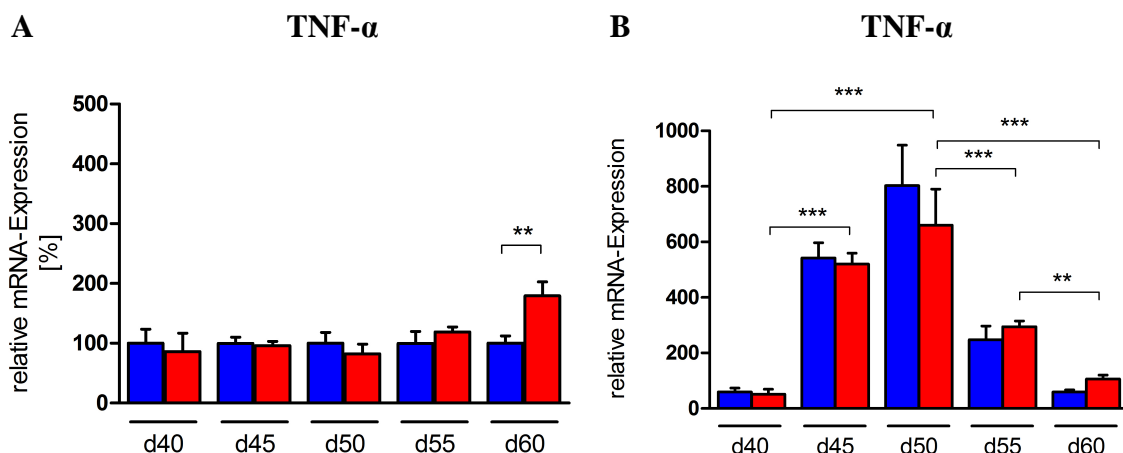 A
TNF-α
relative mRNA-Expression
[%]
500
400
300
200
100
0
**
d40
d45
d50
d55
d60
B
TNF-α
relative mRNA-Expression
1000
800
600
400
200
0
***
***
***
***
**
d40
d45
d50
d55
d60